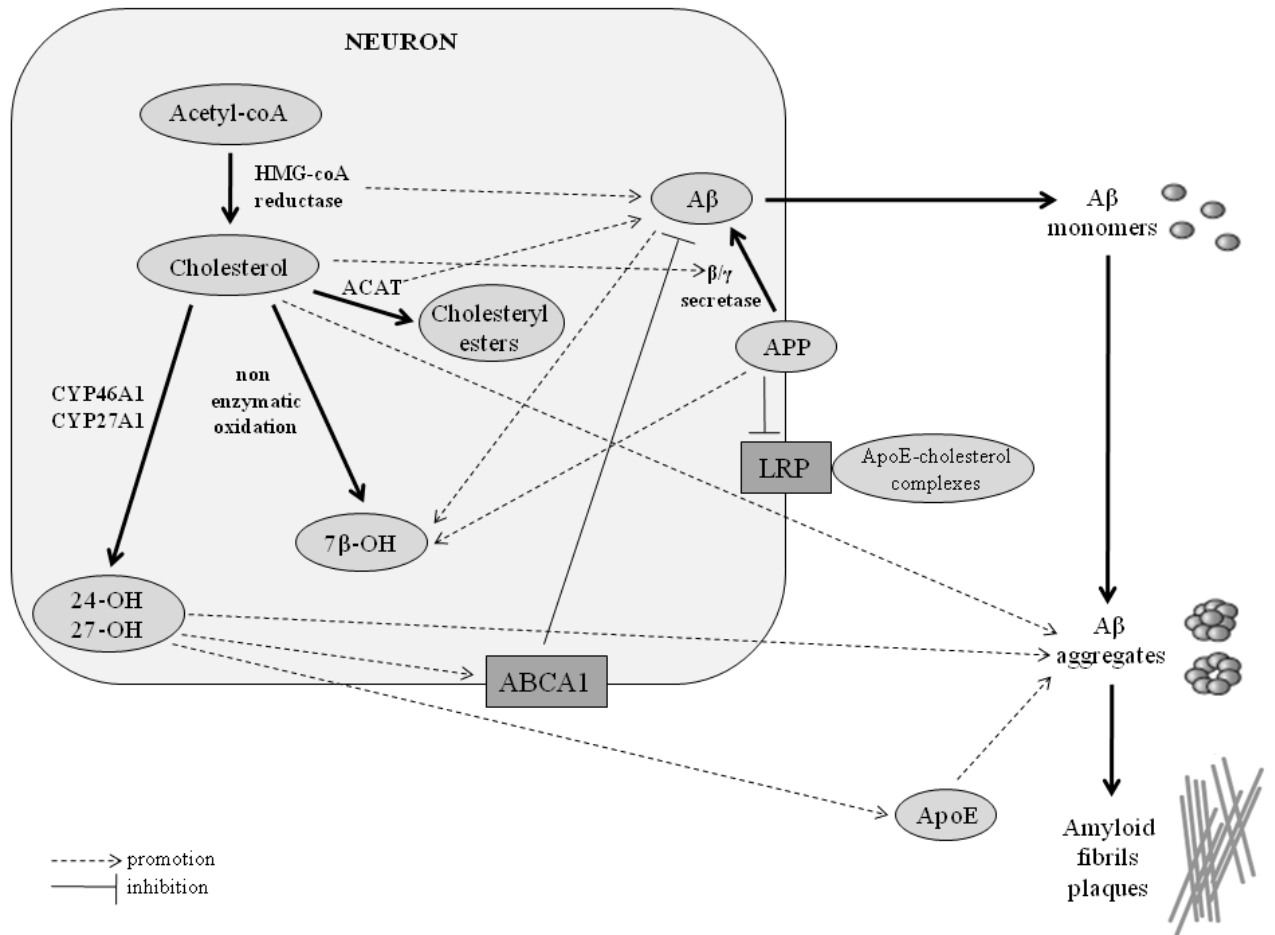 NEURON
Acetyl-coA
HMG-coA
reductase
Aβ
Aβ
monomers
Cholesterol
ACAT
β/γ
secretase
Cholesteryl
esters
APP
CYP46A1
CYP27A1
non
enzymatic
oxidation
LRP
ApoE-cholesterol
complexes
7β-OH
24-OH
27-OH
Aβ
aggregates
ABCA1
ApoE
Amyloid
fibrils
plaques
promotion
inhibition